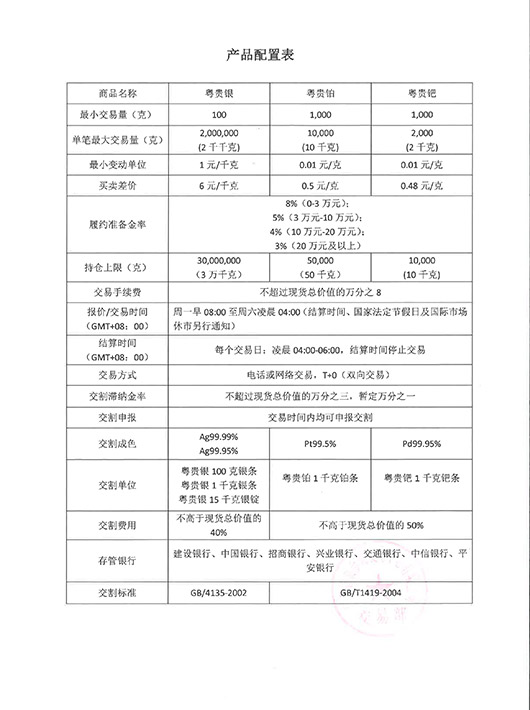 产品配置表
商品名称 粤贵银 粤贵铂 粤贵钯
最小交易量（克） 100 1,000 1,000
单笔最大交易量（克） 2,000,000 10,000 2,000
(2 千千克) (10 千克) (2 千克)
最小变动单位 1 元/千克 0.01 元/克 0.01 元/克
买卖差价 6 元/千克 0.5 元/克 0.48 元/克
履约准备金率
8%（0-3 万元）；
5%（3 万元-10 万元）；
4%（10 万元-20 万元）；
3%（20 万元及以上）
持仓上限（克） 30,000,000 50,000 10,000
（3 万千克） (50 千克) (10 千克)
交易手续费 不超过现货总价值的万分之 8
报价/交易时间
(GMT+08：00)
周一早 08:00 至周六凌晨 04:00（结算时间、国家法定节假日及国际市场
休市另行通知）
结算时间
(GMT+08：00)
每个交易日：凌晨 04:00-06:00，结算时间停止交易
交易方式 电话或网络交易，T+0（双向交易）
交割滞纳金率 不超过现货总价值的万分之三，暂定万分之一
交割申报 交易时间内均可申报交割
交割成色
Ag99.99%
Ag99.95%
Pt99.5% Pd99.95%
交割单位
粤贵银 100 克银条
粤贵银 1 千克银条
粤贵银 15 千克银锭
粤贵铂 1 千克铂条 粤贵钯 1 千克钯条
交割费用
不高于现货总价值的
40%
不高于现货总价值的 50%
存管银行
建设银行、中国银行、招商银行、兴业银行、交通银行、中信银行、平
安银行
交割标准 GB/4135-2002 GB/T1419-2004
交易部